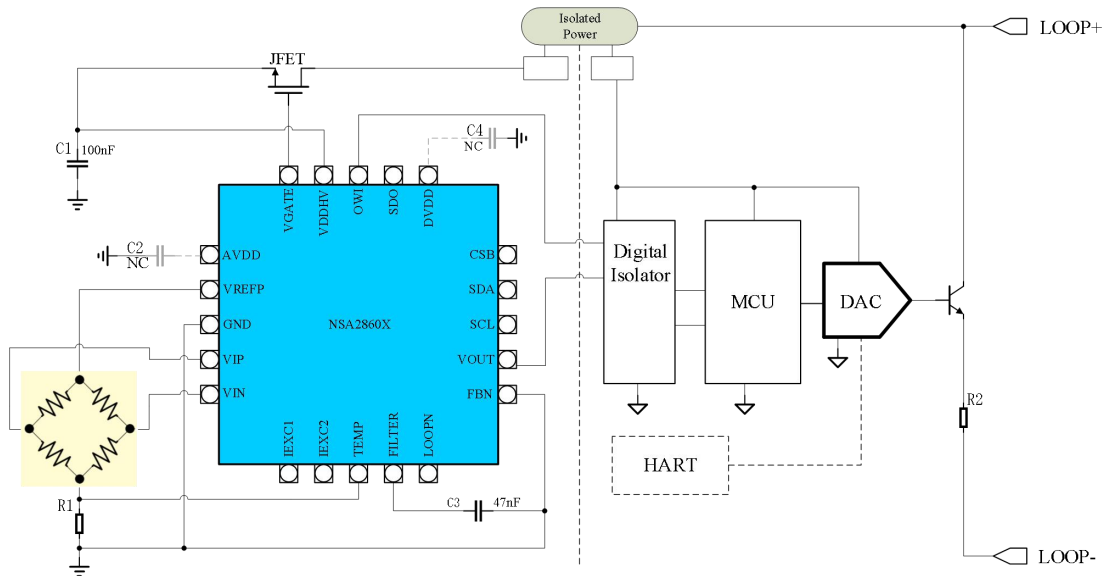 Isolated
Power
LOOP+
JFET
C1 100nF
C4
NC
VGATE
VDDHV
OWI
SDO
DVDD
C2
NC
AVDD
VREFP
GND
VIP
VIN
NSA2860X
CSB
SDA
SCL
VOUT
FBN
IEXC1
IEXC2
TEMP
FILTER
LOOPN
Digital
Isolator
MCU
DAC
R2
HART
R1
C3 47nF
LOOP-